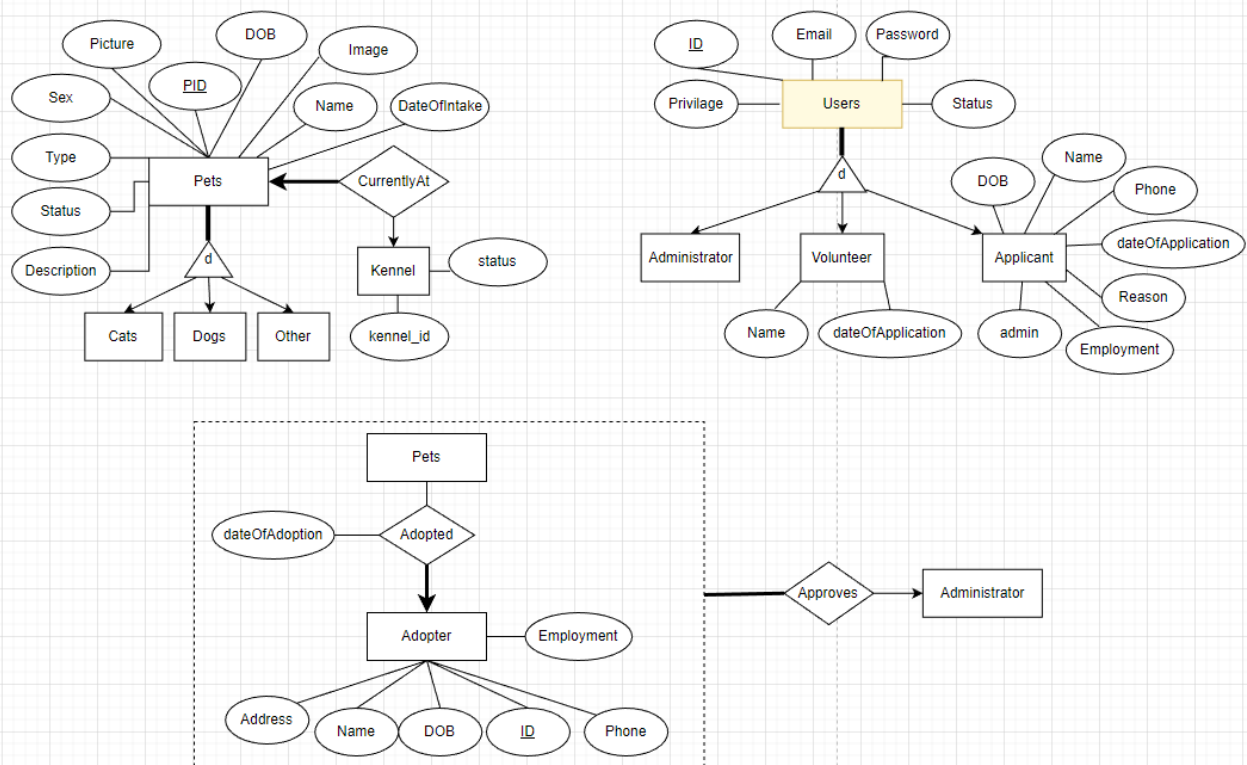 Picture
DOB
Image
Sex
PID
Name
DateOfIntake
Type
Pets
CurrentlyAt
Status
Description
d
Kennel
status
Cats
Dogs
Other
kennel_id
ID
Email
Password
Privilage
Users
Status
d
DOB
Name
Phone
Administrator
Volunteer
Applicant
dateOfApplication
Reason
Name
dateOfApplication
admin
Employment
Pets
dateOfAdoption
Adopted
Approves
Administrator
Adopter
Employment
Address
Name
DOB
ID
Phone